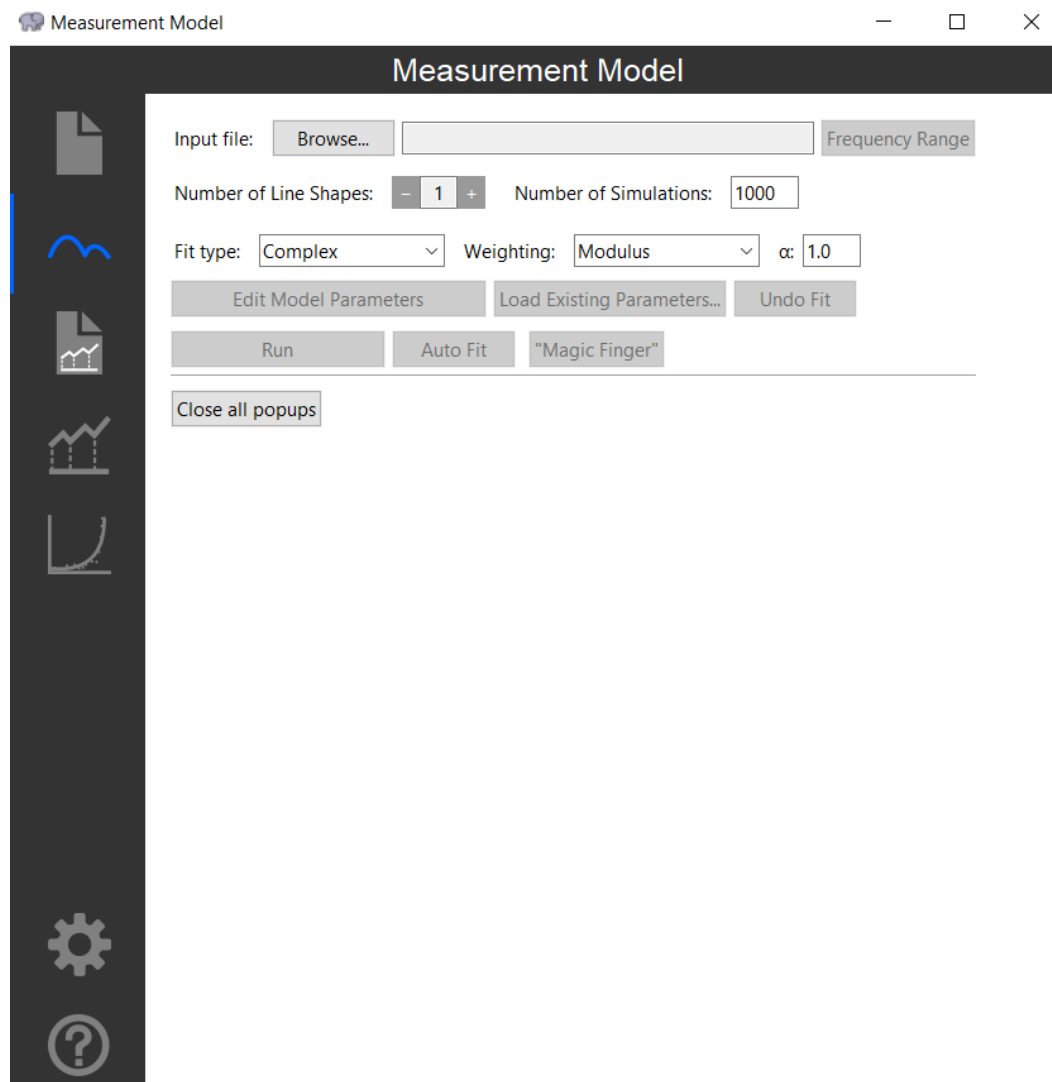 Measurement Model
Measurement Model
Input file: Browse... Frequency Range
Number of Line Shapes: − 1 + Number of Simulations: 1000
Fit type: Complex Weighting: Modulus α: 1.0
Edit Model Parameters Load Existing Parameters... Undo Fit
Run Auto Fit "Magic Finger"
Close all popups
?